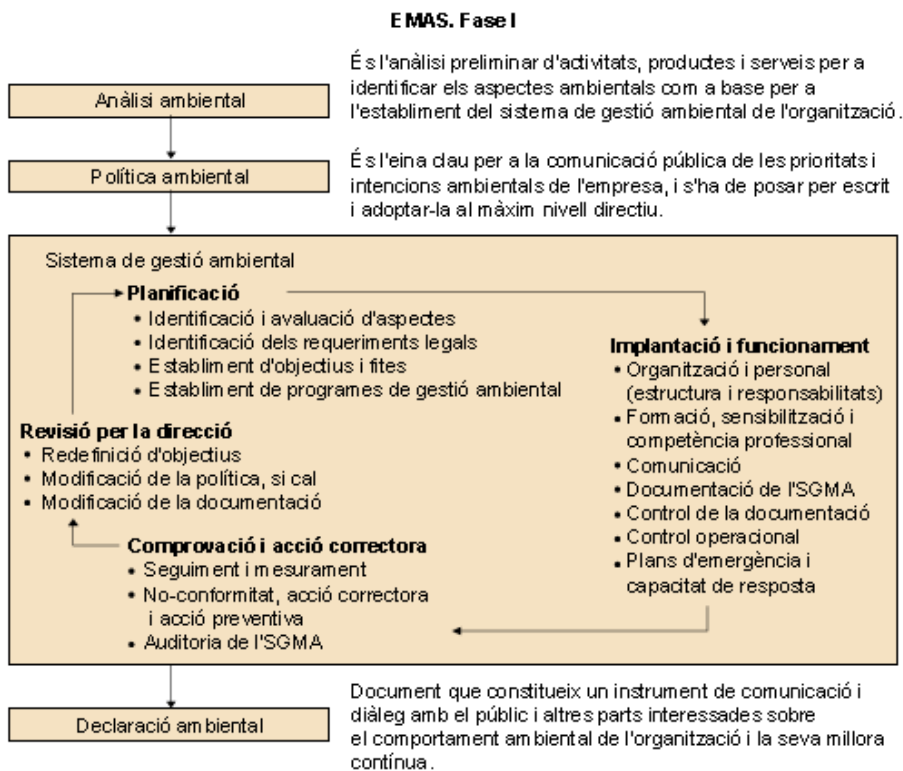 EMAS. Fase I
És l'anàlisi preliminar d'activitats, productes i serveis per a
identificar els aspectes ambientals com a base per a
l'establiment del sistema de gestió ambiental de l'organització.
Anàlisi ambiental
És l'eina clau per a la comunicació pública de les prioritats i
intencions ambientals de l'empresa, i s'ha de posar per escrit
i adoptar-la al màxim nivell directiu.
Política ambiental
Sistema de gestió ambiental
Planificació
• Identificació i avaluació d'aspectes
• Identificació dels requeriments legals
• Establiment d'objectius i fites
• Establiment de programes de gestió ambiental
Implantació i funcionament
• Organització i personal
(estructura i responsabilitats)
• Formació, sensibilització i
competència professional
• Comunicació
• Documentació de l'SGMA
• Control de la documentació
• Control operacional
• Plans d'emergència i
capacitat de resposta
Revisió per la direcció
• Redefinició d'objectius
• Modificació de la política, si cal
• Modificació de la documentació
Comprovació i acció correctora
• Seguiment i mesurament
• No-conformitat, acció correctora
i acció preventiva
• Auditoria de l'SGMA
Declaració ambiental
Document que constitueix un instrument de comunicació i
diàleg amb el públic i altres parts interessades sobre
el comportament ambiental de l'organització i la seva millora
contínua.